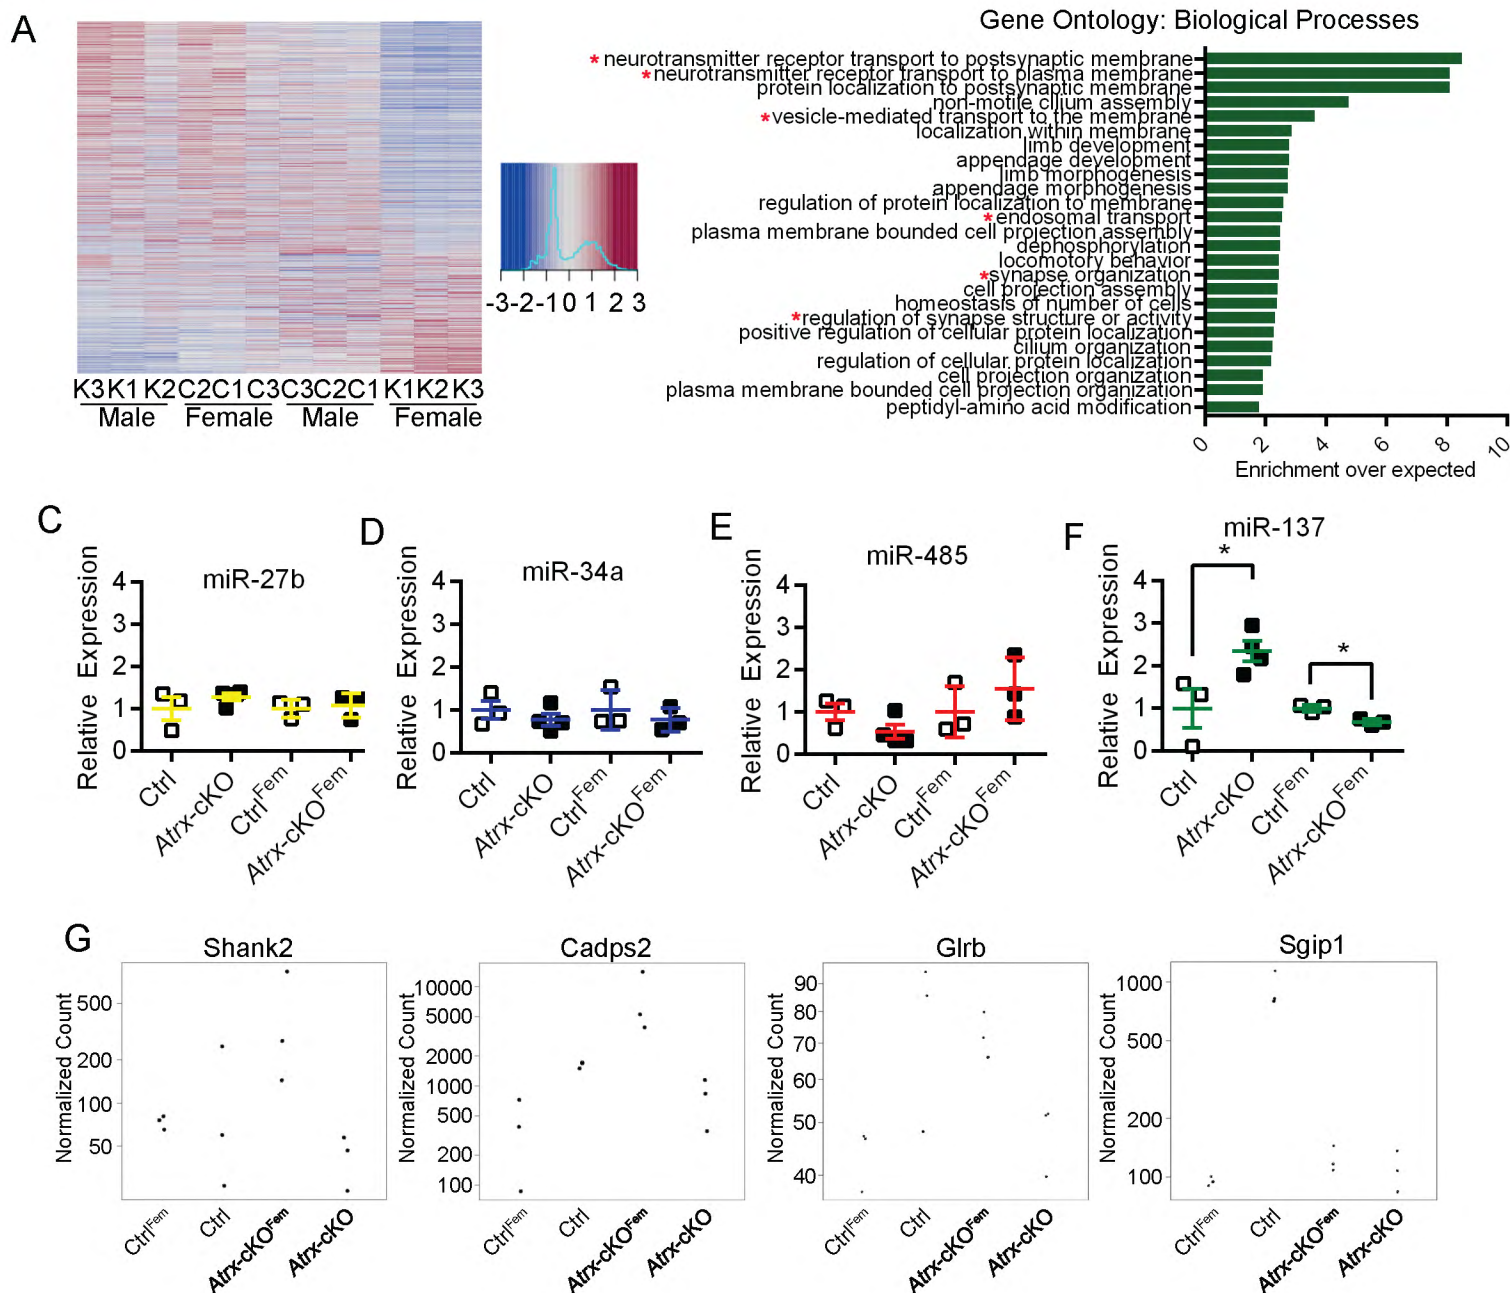 A
Gene Ontology: Biological Processes
* neurotransmitter receptor transport to postsynaptic membrane
* neurotransmitter receptor transport to plasma membrane
protein localization to postsynaptic membrane
non-motile cilium assembly
* vesicle-mediated transport to the membrane
localization within membrane
limb development
appendage development
limb morphogenesis
appendage morphogenesis
regulation of protein localization to membrane
* endosomal transport
plasma membrane bounded cell projection assembly
dephosphorylation
locomotory behavior
* synapse organization
cell projection assembly
homeostasis of number of cells
* regulation of synapse structure or activity
positive regulation of cellular protein localization
cilium organization
regulation of cellular protein localization
cell projection organization
plasma membrane bounded cell projection organization
peptidyl-amino acid modification
0 2 4 6 8 10
Enrichment over expected
-3 -2 -1 0 1 2 3
K3 K1 K2 C2 C1 C3 C3 C2 C1 K1 K2 K3
Male Female Male Female
C
miR-27b
Relative Expression
4
3
2
1
0
Ctrl
Atrx-cKO
Ctrl^Fem
Atrx-cKO^Fem
D
miR-34a
Relative Expression
4
3
2
1
0
Ctrl
Atrx-cKO
Ctrl^Fem
Atrx-cKO^Fem
E
miR-485
Relative Expression
4
3
2
1
0
Ctrl
Atrx-cKO
Ctrl^Fem
Atrx-cKO^Fem
F
miR-137
* *
Relative Expression
4
3
2
1
0
Ctrl
Atrx-cKO
Ctrl^Fem
Atrx-cKO^Fem
G
Shank2
Normalized Count
500
200
100
50
Ctrl^Fem
Ctrl
Atrx-cKO^Fem
Atrx-cKO
Cadps2
Normalized Count
10000
5000
2000
1000
500
200
100
Ctrl^Fem
Ctrl
Atrx-cKO^Fem
Atrx-cKO
Glrb
Normalized Count
90
80
70
60
50
40
Ctrl^Fem
Ctrl
Atrx-cKO^Fem
Atrx-cKO
Sgip1
Normalized Count
1000
500
200
100
Ctrl^Fem
Ctrl
Atrx-cKO^Fem
Atrx-cKO